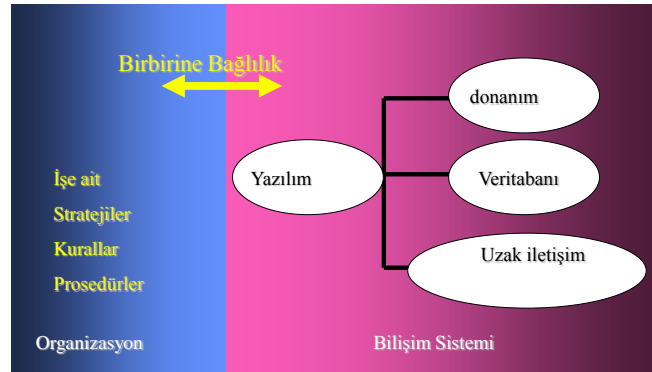 Birbirine Bağlılık
donanım
Yazılım
Veritabanı
Uzak iletişim
İşe ait
Stratejiler
Kurallar
Prosedürler
Organizasyon
Bilişim Sistemi